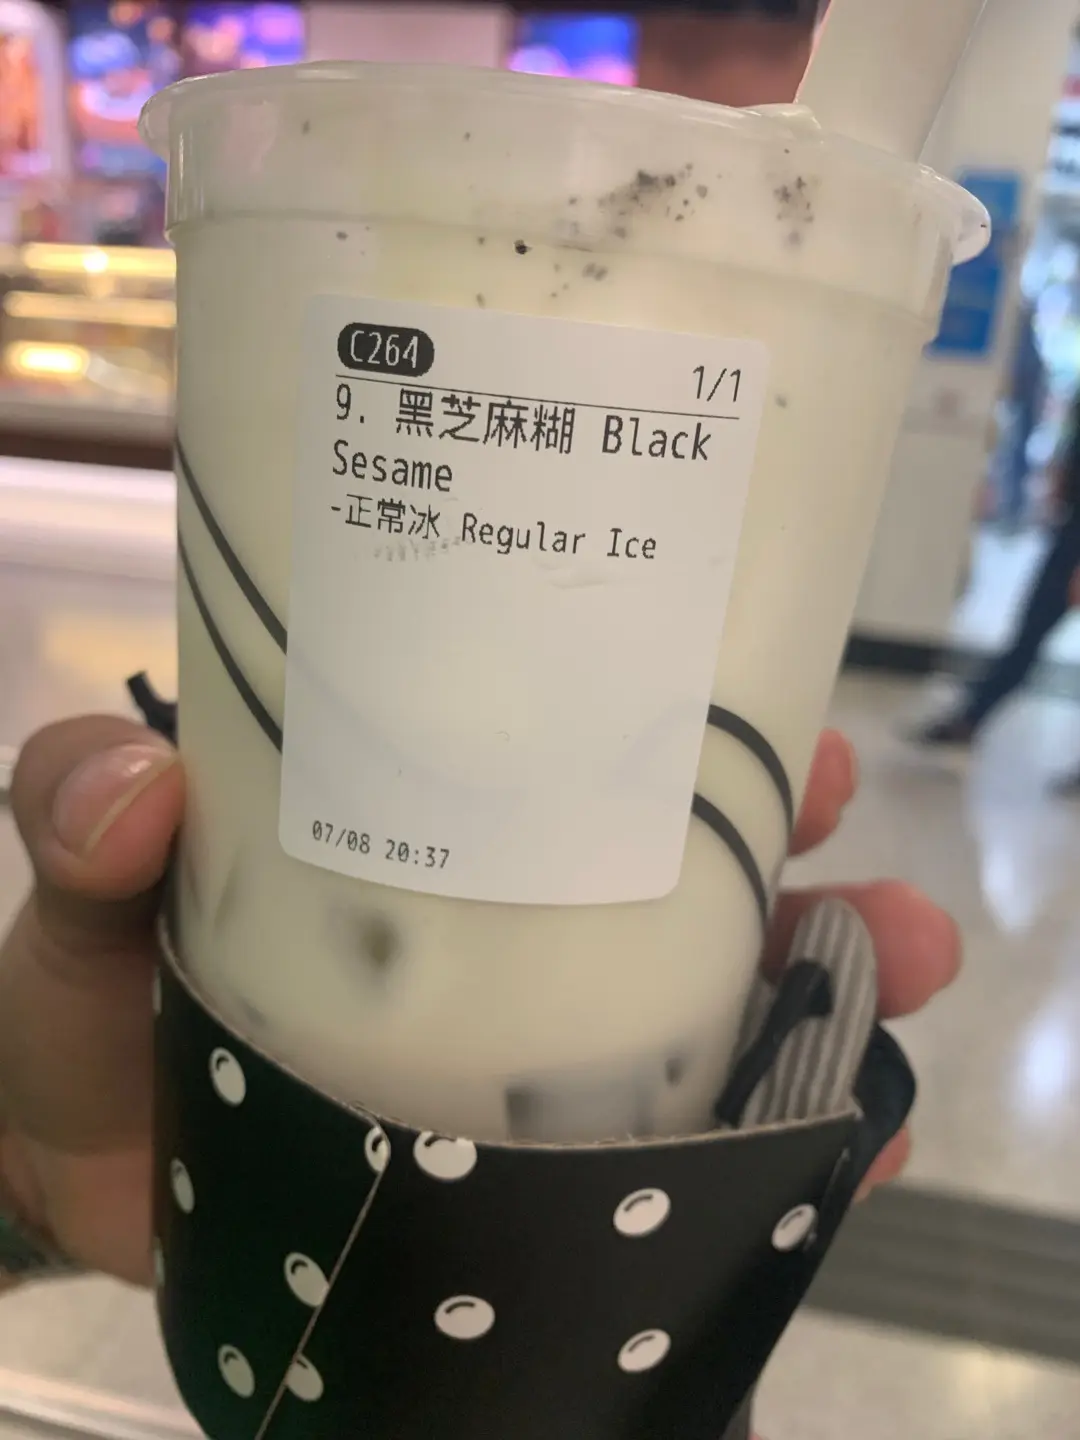 C264
1/1
9. 黑芝麻糊 Black
Sesame
-正常冰 Regular Ice
07/08 20:37